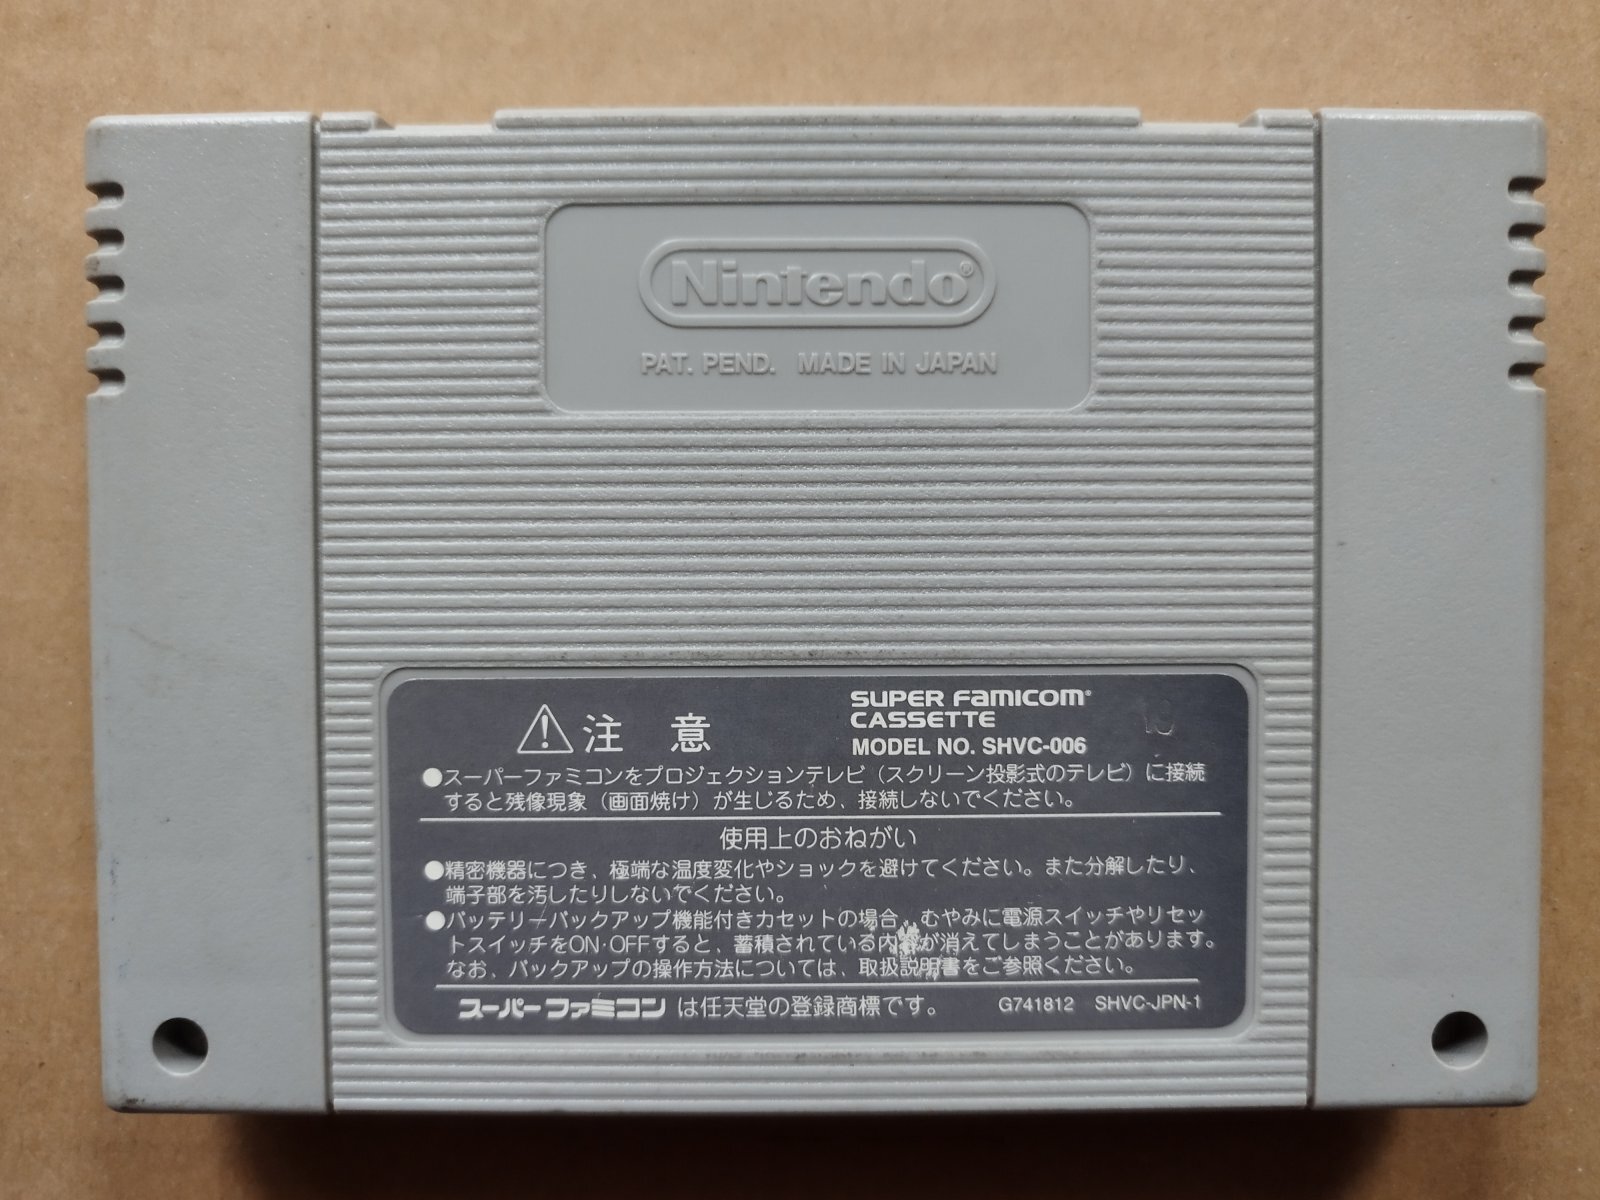 Nintendo®
PAT. PEND. MADE IN JAPAN
注 意
SUPER FAMICOM®
CASSETTE
MODEL NO. SHVC-006
18
●スーパーファミコンをプロジェクションテレビ(スクリーン投影式のテレビ)に接続
すると残像現象(画面焼け)が生じるため、接続しないでください。
使用上のおねがい
●精密機器につき、極端な温度変化やショックを避けてください。また分解したり、
端子部を汚したりしないでください。
●バッテリーバックアップ機能付きカセットの場合、むやみに電源スイッチやリセッ
トスイッチをON・OFFすると、蓄積されている内容が消えてしまうことがあります。
なお、バックアップの操作方法については、取扱説明書をご参照ください。
スーパーファミコン は任天堂の登録商標です。 G741812 SHVC-JPN-1